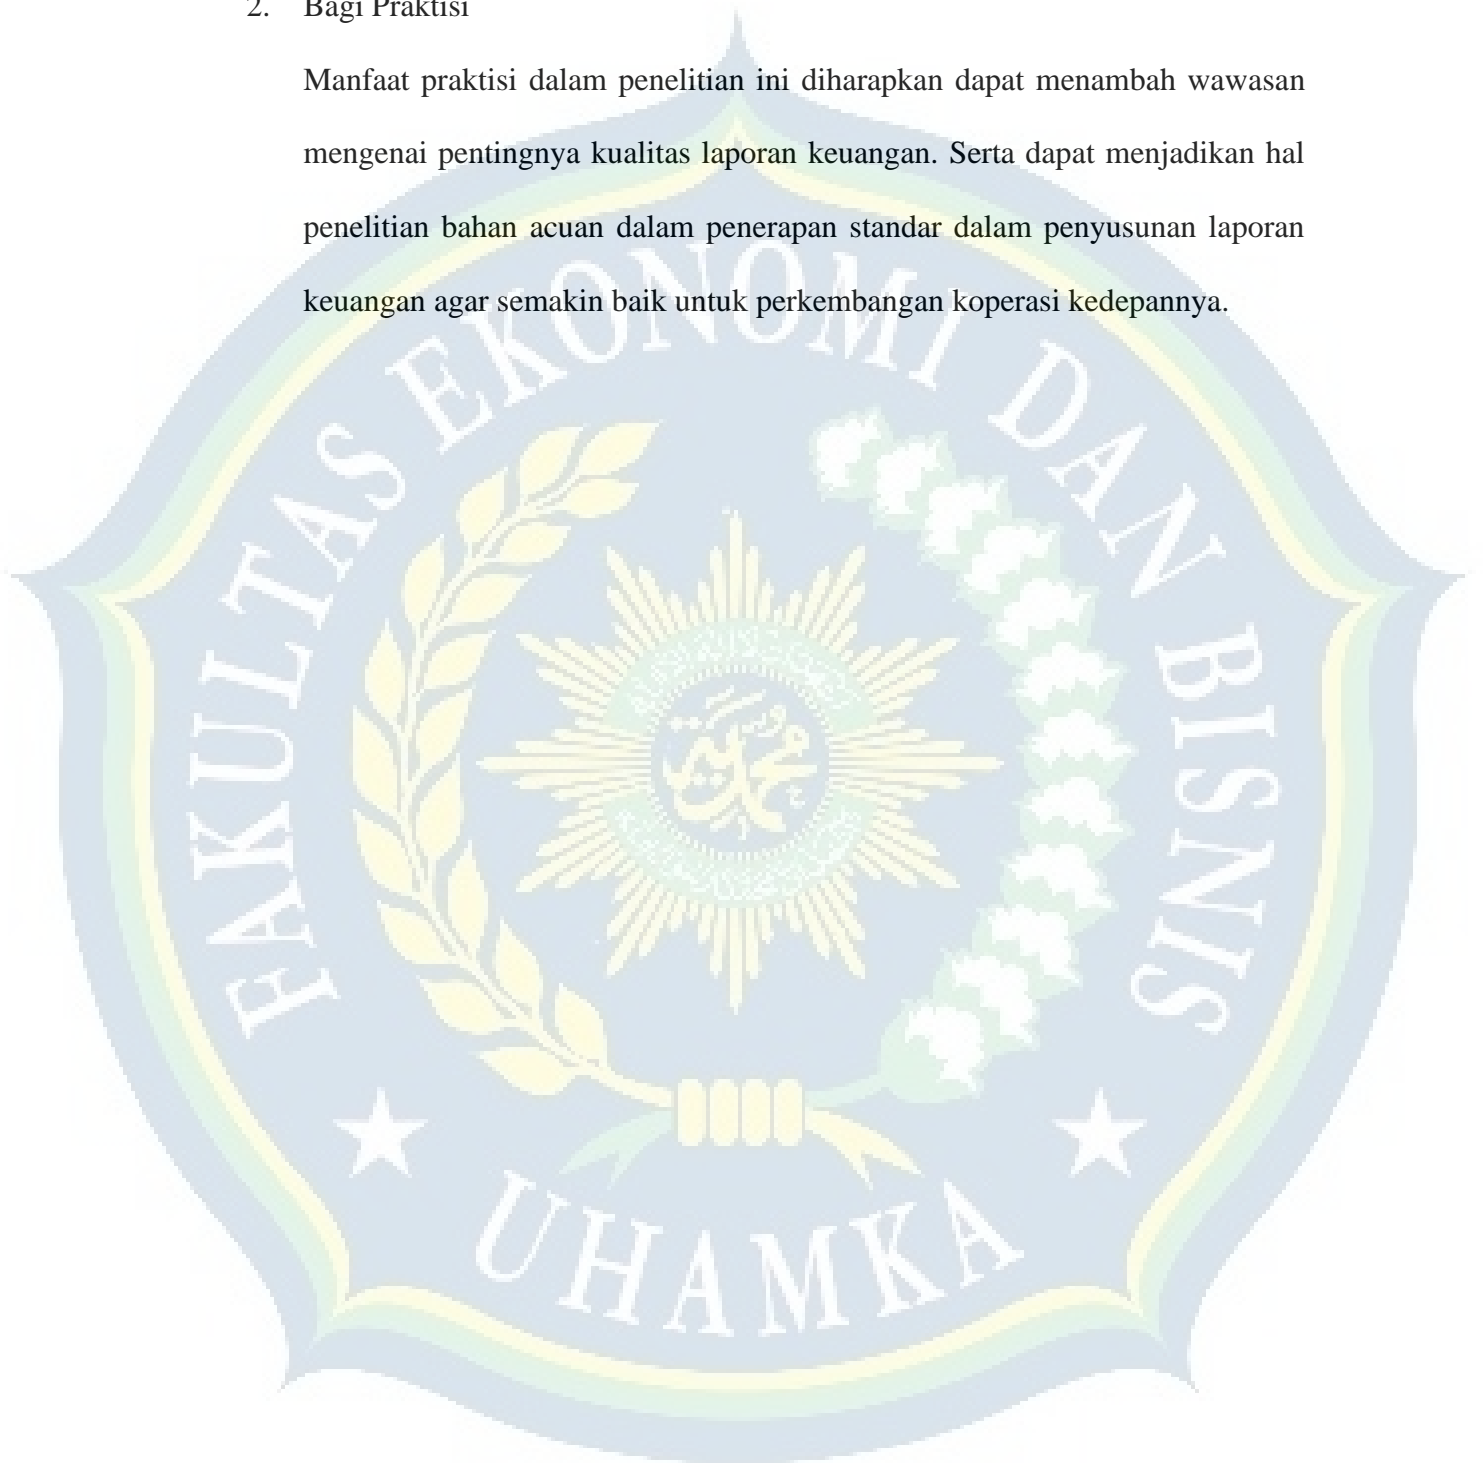 2. Bagi Praktisi
Manfaat praktisi dalam penelitian ini diharapkan dapat menambah wawasan
mengenai pentingnya kualitas laporan keuangan. Serta dapat menjadikan hal
penelitian bahan acuan dalam penerapan standar dalam penyusunan laporan
keuangan agar semakin baik untuk perkembangan koperasi kedepannya.
FAKULTAS EKONOMI DAN BISNIS
محمدية
UHAMKA